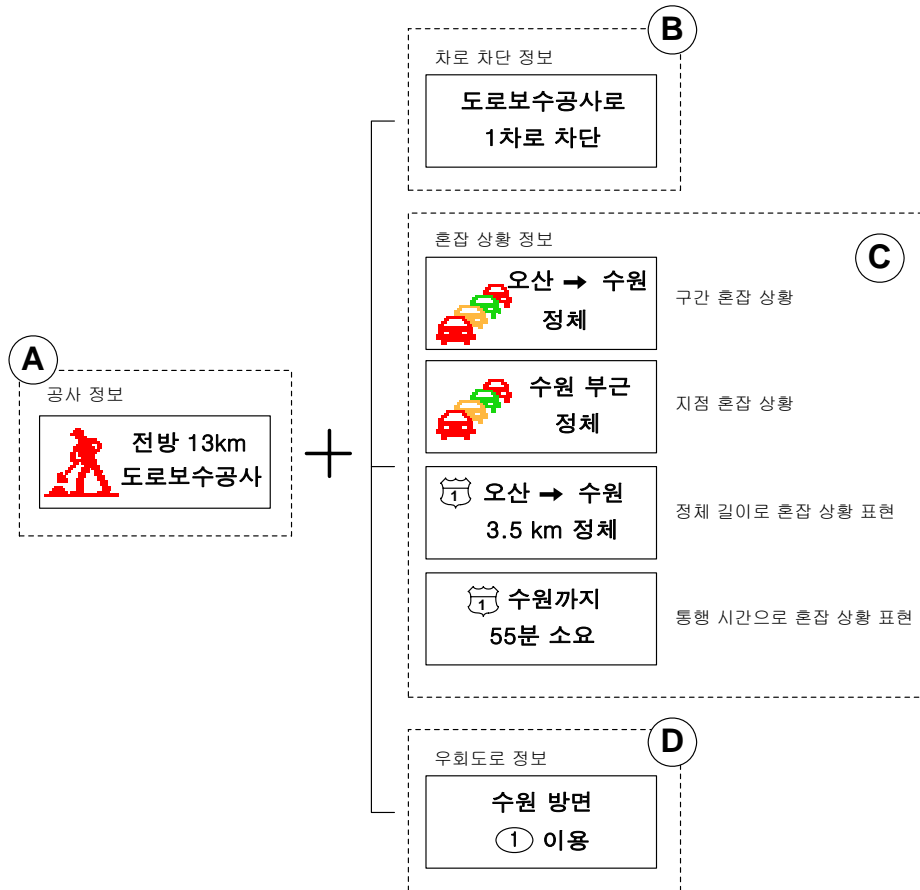 B
차로 차단 정보
도로보수공사로
1차로 차단
혼잡 상황 정보
C
오산 → 수원
정체
구간 혼잡 상황
수원 부근
정체
지점 혼잡 상황
1 오산 → 수원
3.5 km 정체
정체 길이로 혼잡 상황 표현
1 수원까지
55분 소요
통행 시간으로 혼잡 상황 표현
A
공사 정보
전방 13km
도로보수공사
+
D
우회도로 정보
수원 방면
1 이용